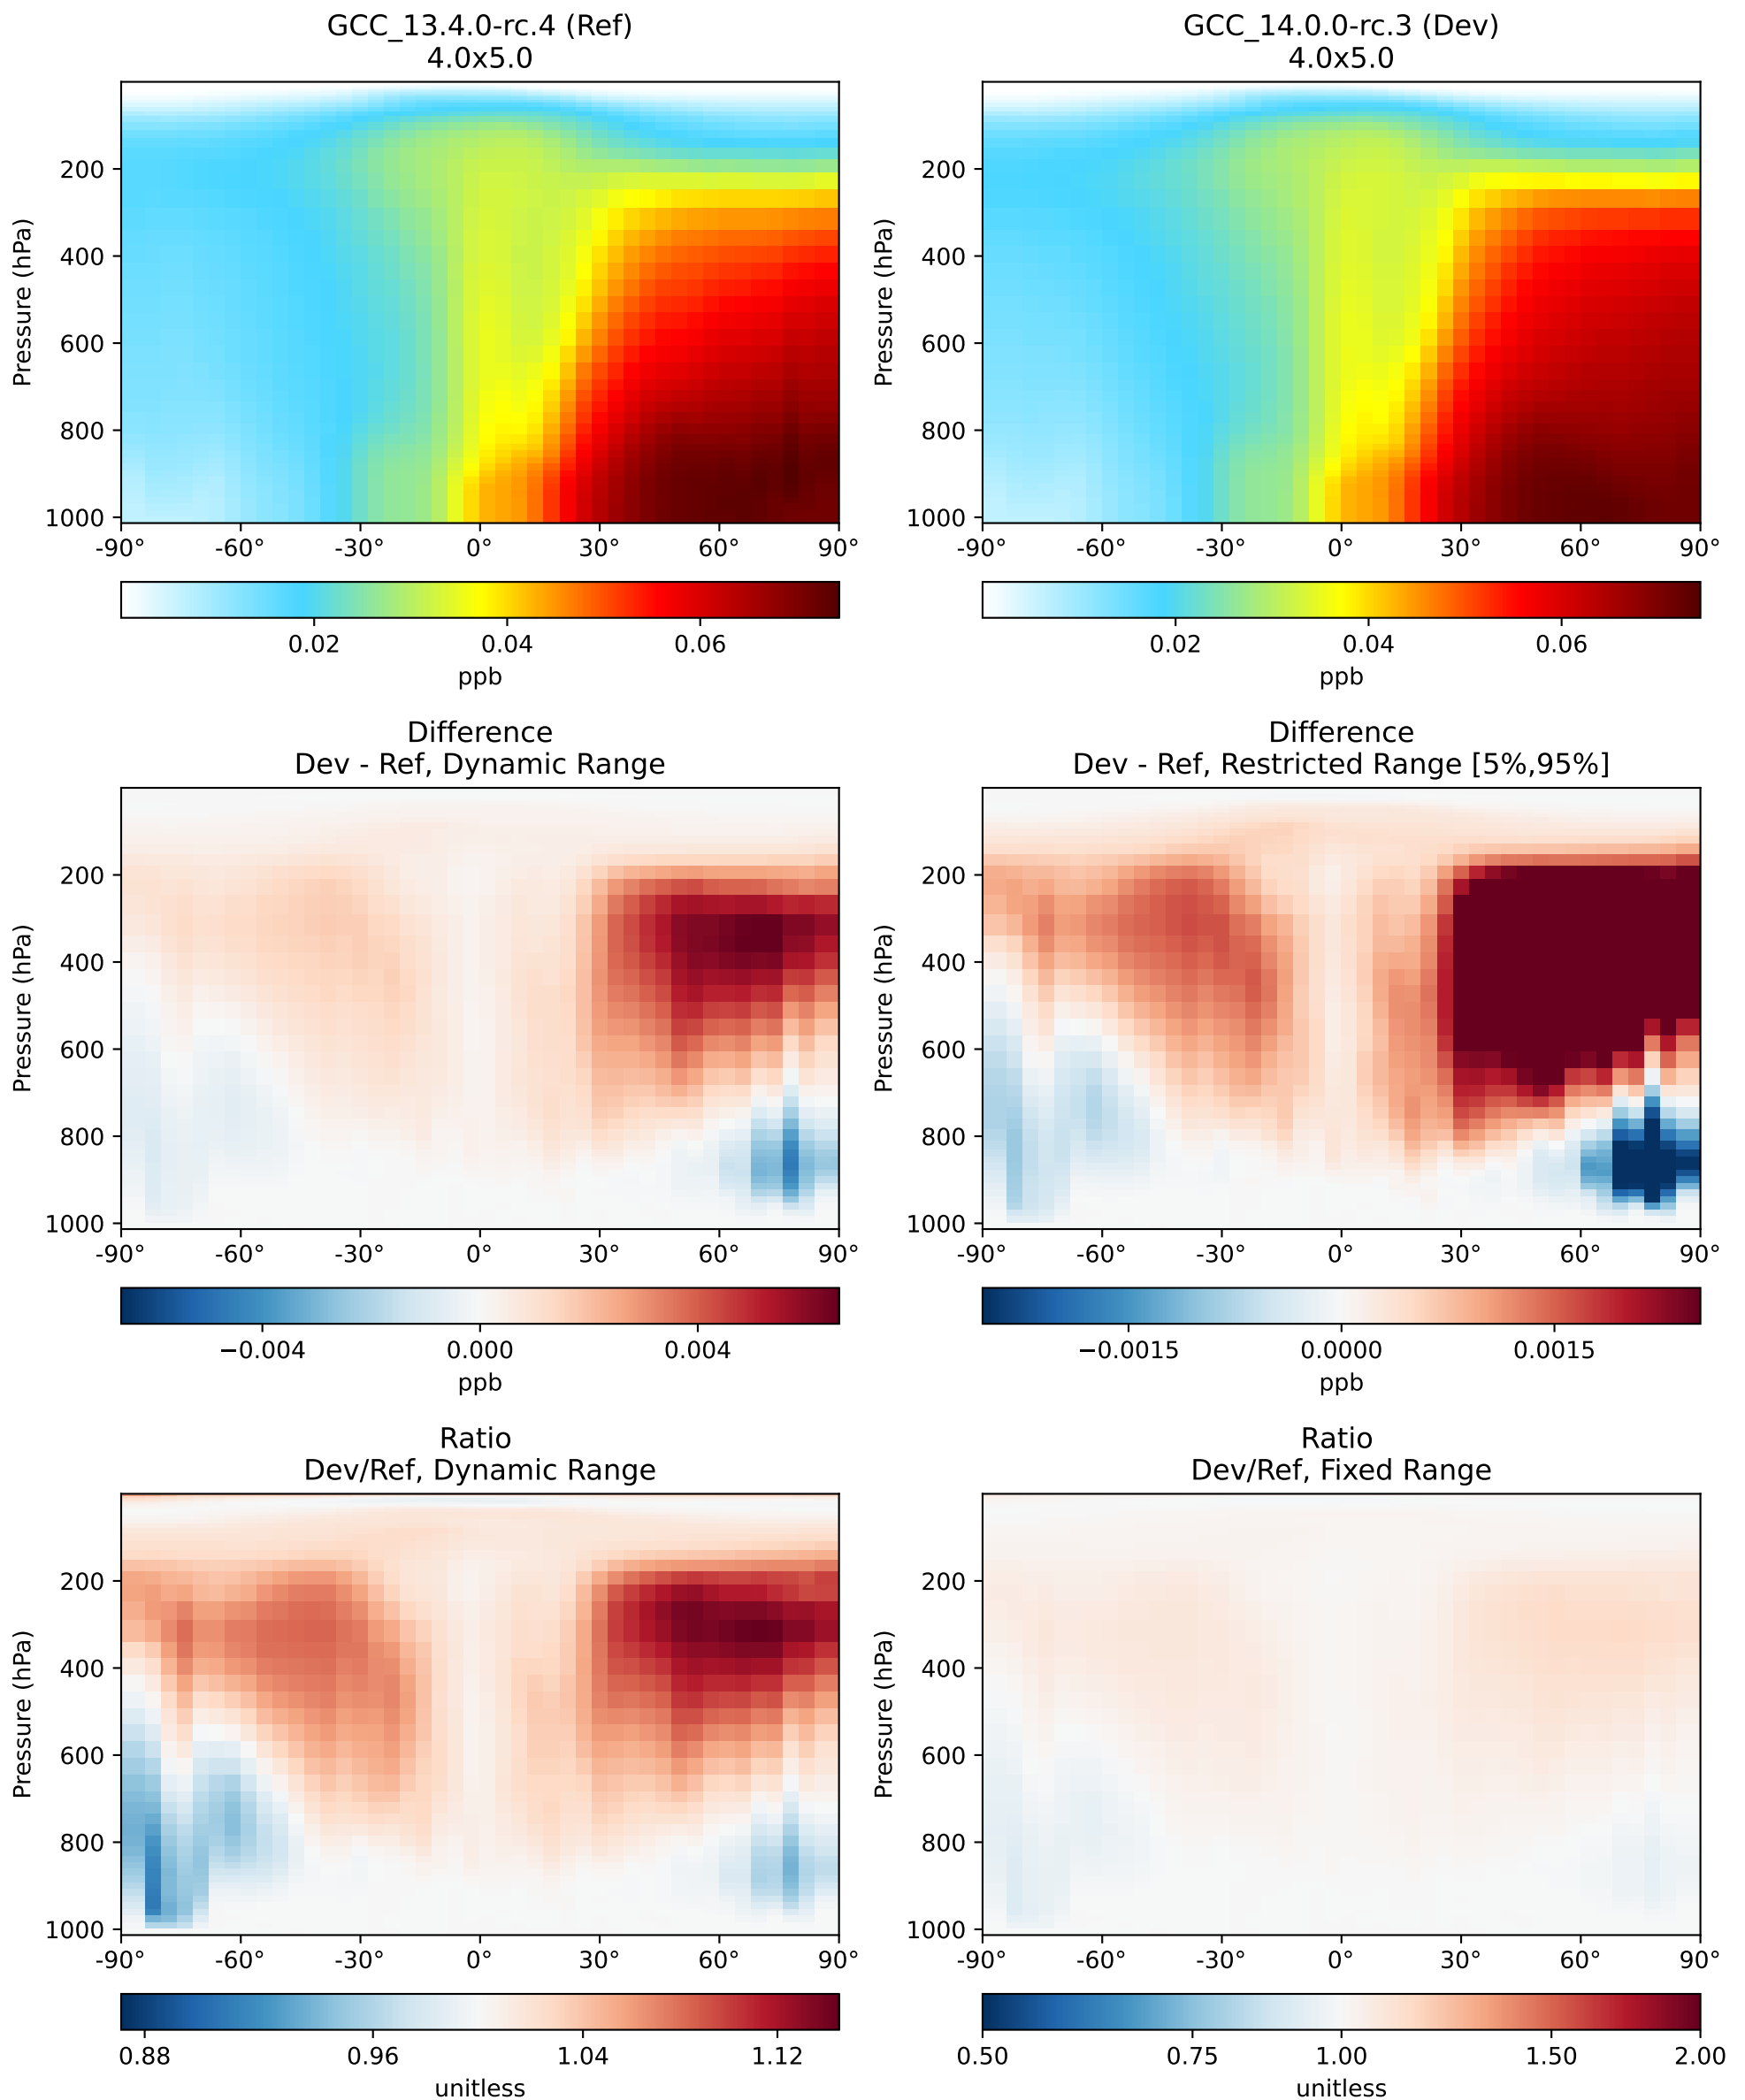 GCC_13.4.0-rc.4 (Ref)
4.0x5.0
Pressure (hPa)
200
400
600
800
1000
-90° -60° -30° 0° 30° 60° 90°
0.02 0.04 0.06
ppb
GCC_14.0.0-rc.3 (Dev)
4.0x5.0
Pressure (hPa)
200
400
600
800
1000
-90° -60° -30° 0° 30° 60° 90°
0.02 0.04 0.06
ppb
Difference
Dev - Ref, Dynamic Range
Pressure (hPa)
200
400
600
800
1000
-90° -60° -30° 0° 30° 60° 90°
−0.004 0.000 0.004
ppb
Difference
Dev - Ref, Restricted Range [5%,95%]
Pressure (hPa)
200
400
600
800
1000
-90° -60° -30° 0° 30° 60° 90°
−0.0015 0.0000 0.0015
ppb
Ratio
Dev/Ref, Dynamic Range
Pressure (hPa)
200
400
600
800
1000
-90° -60° -30° 0° 30° 60° 90°
0.88 0.96 1.04 1.12
unitless
Ratio
Dev/Ref, Fixed Range
Pressure (hPa)
200
400
600
800
1000
-90° -60° -30° 0° 30° 60° 90°
0.50 0.75 1.00 1.50 2.00
unitless